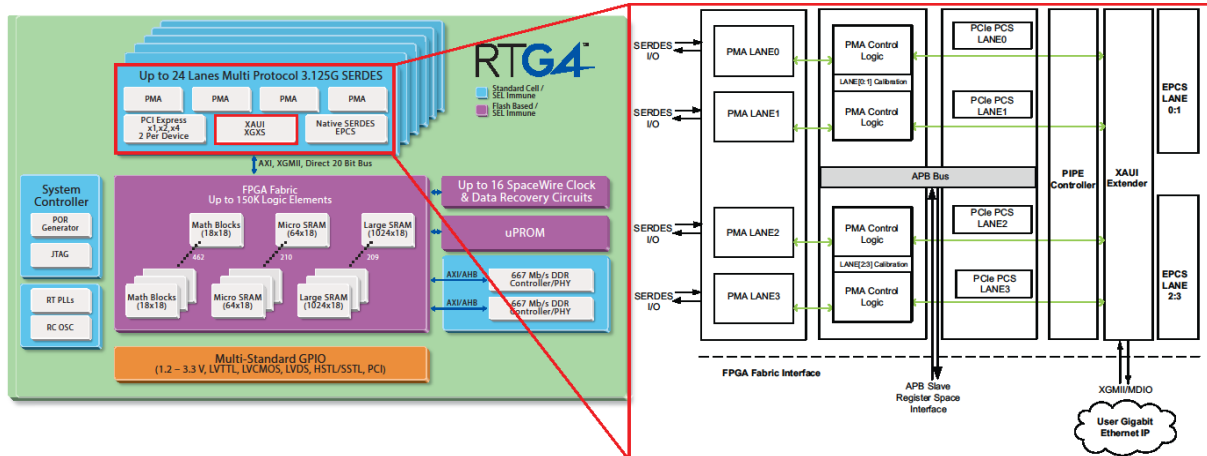 Up to 24 Lanes Multi Protocol 3.125G SERDES
PMA
PMA
PMA
PMA
PCI Express
x1,x2,x4
2 Per Device
XAUI
XGXS
Native SERDES
EPCS
RTG4™
Standard Cell /
SEL Immune
Flash Based /
SEL Immune
AXI, XGMII, Direct 20 Bit Bus
System
Controller
POR
Generator
JTAG
RT PLLs
RC OSC
FPGA Fabric
Up to 150K Logic Elements
Math Blocks
(18x18)
Micro SRAM
(64x18)
Large SRAM
(1024x18)
462
210
209
Math Blocks
(18x18)
Micro SRAM
(64x18)
Large SRAM
(1024x18)
Up to 16 SpaceWire Clock
& Data Recovery Circuits
uPROM
AXI/AHB
667 Mb/s DDR
Controller/PHY
AXI/AHB
667 Mb/s DDR
Controller/PHY
Multi-Standard GPIO
(1.2 – 3.3 V, LVTTL, LVCMOS, LVDS, HSTL/SSTL, PCI)
SERDES
I/O
PMA LANE0
PMA Control
Logic
PCIe PCS
LANE0
LANE[0:1] Calibration
SERDES
I/O
PMA LANE1
PMA Control
Logic
PCIe PCS
LANE1
EPCS
LANE
0:1
APB Bus
PIPE
Controller
XAUI
Extender
SERDES
I/O
PMA LANE2
PMA Control
Logic
PCIe PCS
LANE2
LANE[2:3] Calibration
SERDES
I/O
PMA LANE3
PMA Control
Logic
PCIe PCS
LANE3
EPCS
LANE
2:3
FPGA Fabric Interface
APB Slave
Register Space
Interface
XGMII/MDIO
User Gigabit
Ethernet IP